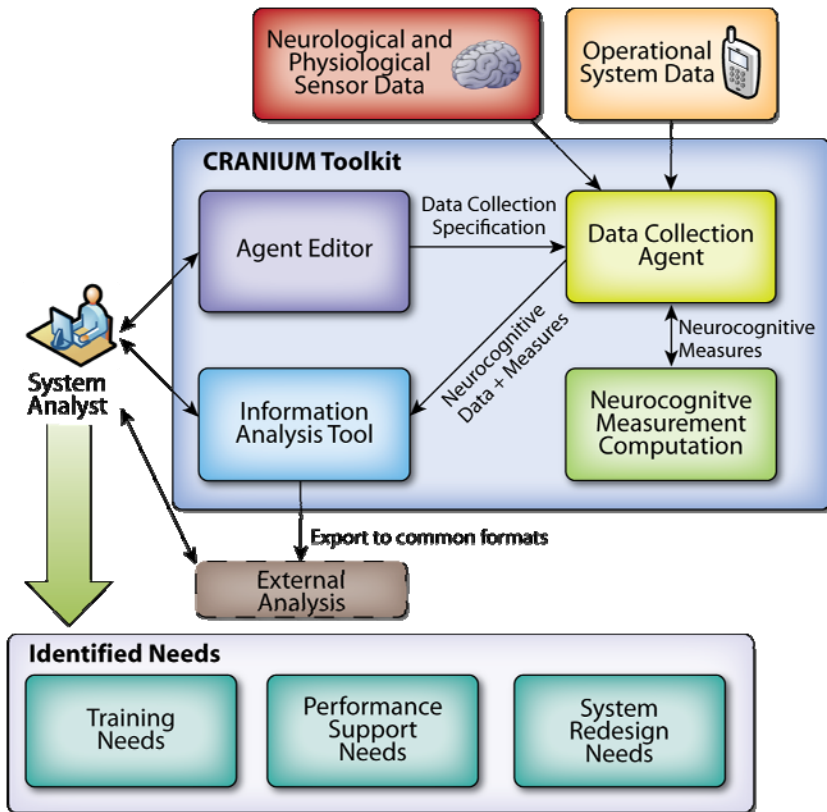 Neurological and
Physiological
Sensor Data
Operational
System Data
CRANIUM Toolkit
Agent Editor
Data Collection
Specification
Data Collection
Agent
Neurocognitive
Data + Measures
Neurocognitive
Measures
System
Analyst
Information
Analysis Tool
Neurocognitve
Measurement
Computation
Export to common formats
External
Analysis
Identified Needs
Training
Needs
Performance
Support
Needs
System
Redesign
Needs